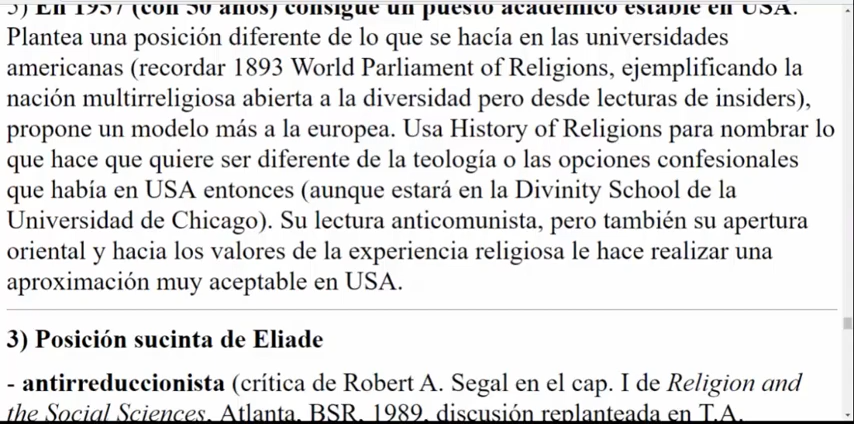 5) En 1957 (con 50 años) consigue un puesto académico estable en USA.
Plantea una posición diferente de lo que se hacía en las universidades
americanas (recordar 1893 World Parliament of Religions, ejemplificando la
nación multirreligiosa abierta a la diversidad pero desde lecturas de insiders),
propone un modelo más a la europea. Usa History of Religions para nombrar lo
que hace que quiere ser diferente de la teología o las opciones confesionales
que había en USA entonces (aunque estará en la Divinity School de la
Universidad de Chicago). Su lectura anticomunista, pero también su apertura
oriental y hacia los valores de la experiencia religiosa le hace realizar una
aproximación muy aceptable en USA.
3) Posición sucinta de Eliade
- antirreduccionista (crítica de Robert A. Segal en el cap. I de Religion and
the Social Sciences, Atlanta, BSR, 1989, discusión replanteada en T.A.